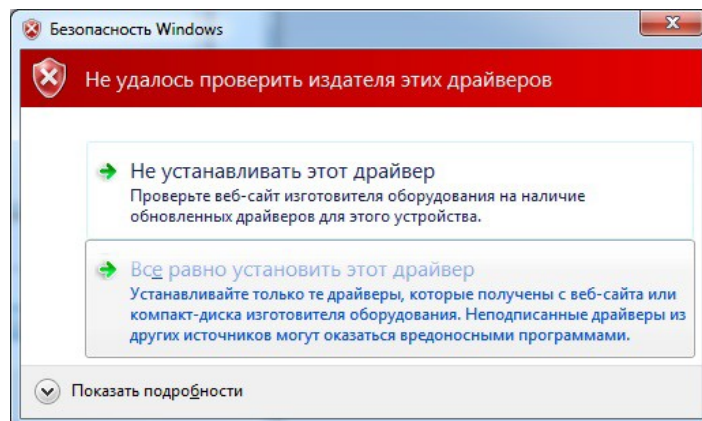 Безопасность Windows
Не удалось проверить издателя этих драйверов
Не устанавливать этот драйвер
Проверьте веб-сайт изготовителя оборудования на наличие
обновленных драйверов для этого устройства.
Все равно установить этот драйвер
Устанавливайте только те драйверы, которые получены с веб-сайта или
компакт-диска изготовителя оборудования. Неподписанные драйверы из
других источников могут оказаться вредоносными программами.
Показать подробности